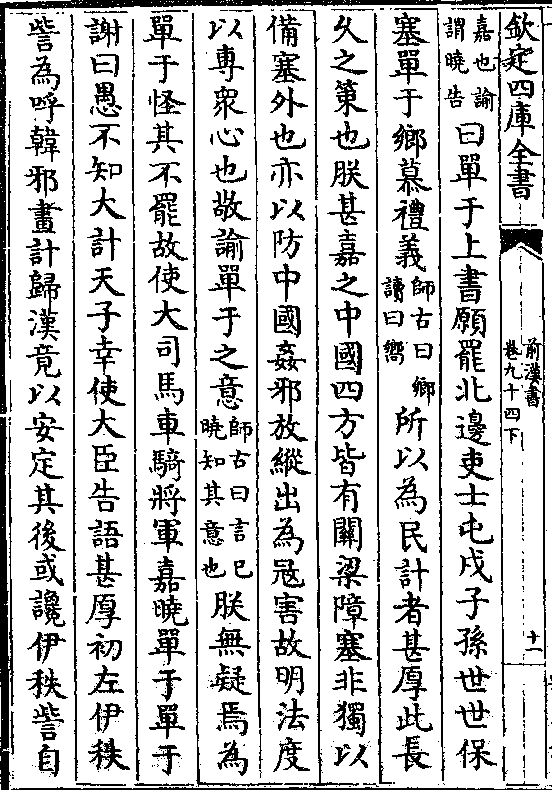 欽定四庫全書
前漢書
卷九十四下
十一
嘉也諭
謂曉告
曰單于上書願罷北邊吏士屯戍子孫世世保
塞單于鄉慕禮義師古曰鄉
讀曰嚮
所以為民計者甚厚此長
乆之策也朕甚嘉之中國四方皆有關梁障塞非獨以
備塞外也亦以防中國姦邪放縱出為寇害故明法度
以專衆心也敬諭單于之意師古曰言已
曉知其意也
朕無疑焉為
單于怪其不罷故使大司馬車騎將軍嘉曉單于單于
謝曰愚不知大計天子幸使大臣告語甚厚初左伊秩
訾為呼韓邪畫計歸漢竟以安定其後或讒伊秩訾自